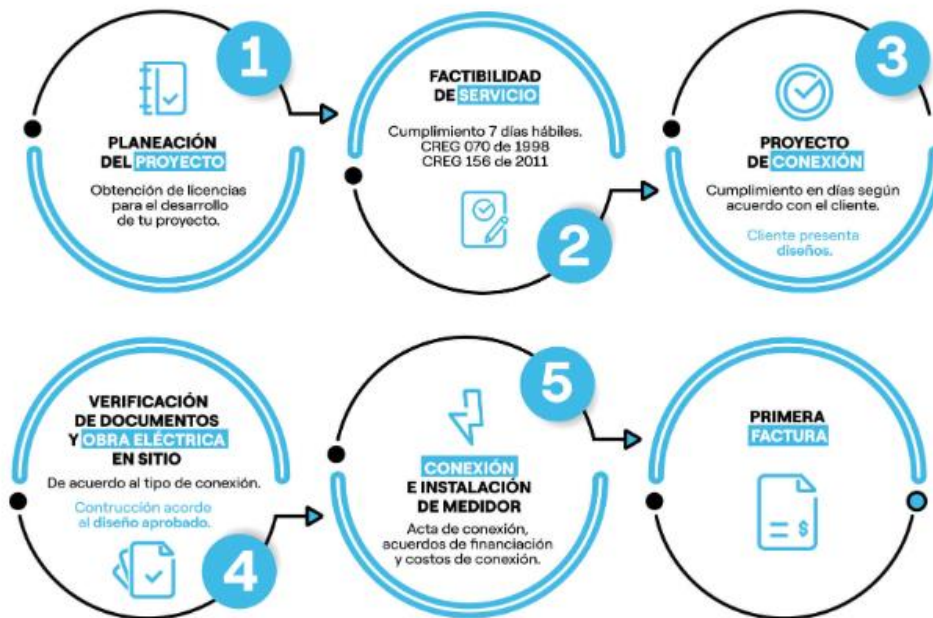 1
PLANEACIÓN
DEL PROYECTO
Obtención de licencias
para el desarrollo
de tu proyecto.
FACTIBILIDAD
DE SERVICIO
Cumplimiento 7 días hábiles.
CREG 070 de 1998
CREG 156 de 2011
2
3
PROYECTO
DE CONEXIÓN
Cumplimiento en días según
acuerdo con el cliente.
Cliente presenta
diseños.
VERIFICACIÓN
DE DOCUMENTOS
Y OBRA ELÉCTRICA
EN SITIO
De acuerdo al tipo de conexión.
Contrucción acorde
al diseño aprobado.
4
5
CONEXIÓN
E INSTALACIÓN
DE MEDIDOR
Acta de conexión,
acuerdos de financiación
y costos de conexión.
PRIMERA
FACTURA
$